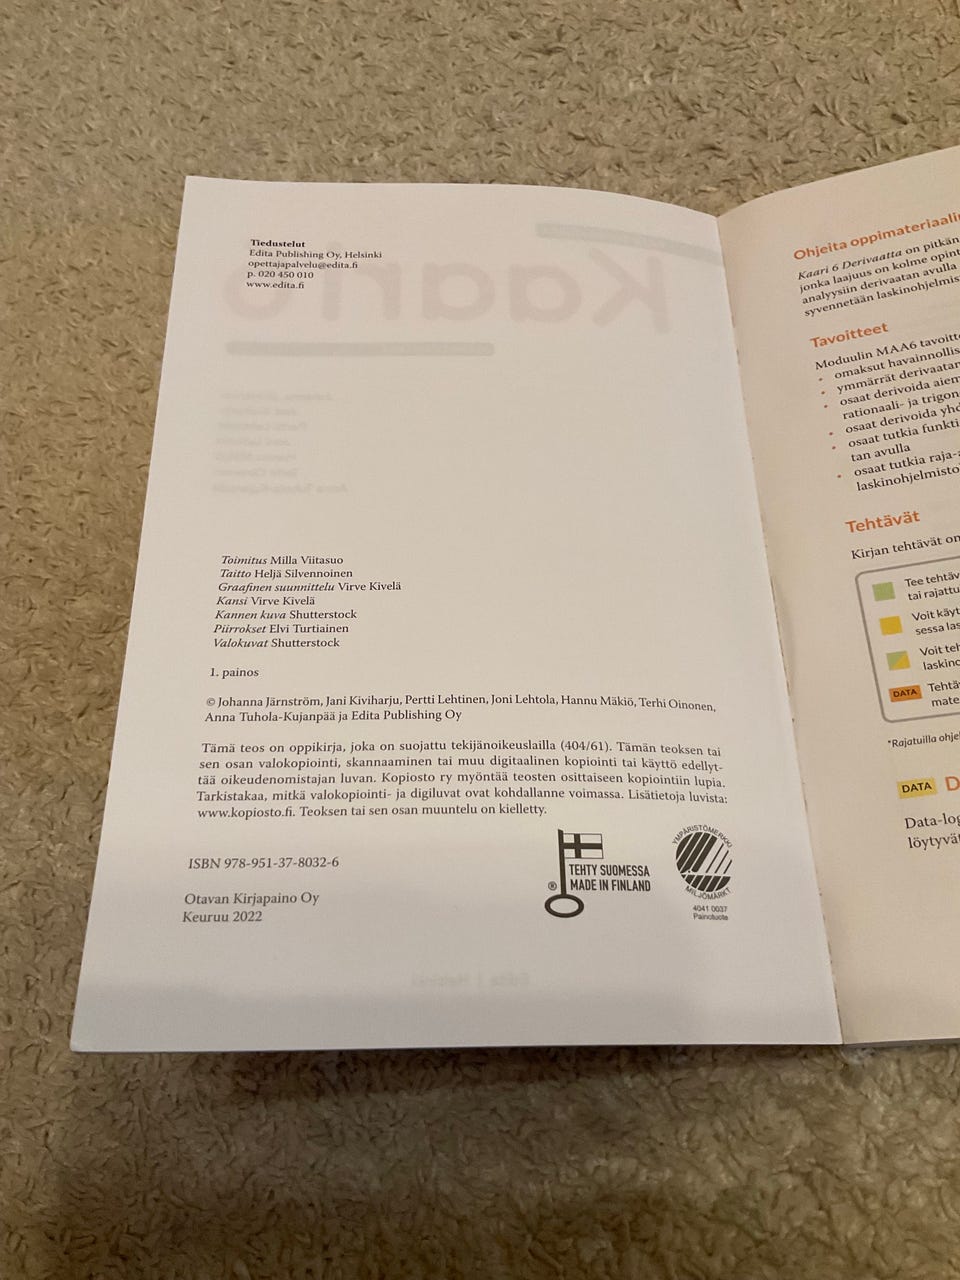 Tiedustelut
Edita Publishing Oy, Helsinki
opettajapalvelu@edita.fi
p. 020 450 010
www.edita.fi
Toimitus Milla Viitasuo
Taitto Heljä Silvennoinen
Graafinen suunnittelu Virve Kivelä
Kansi Virve Kivelä
Kannen kuva Shutterstock
Piirrokset Elvi Turtiainen
Valokuvat Shutterstock
1. painos
© Johanna Järnström, Jani Kiviharju, Pertti Lehtinen, Joni Lehtola, Hannu Mäkiö, Terhi Oinonen,
Anna Tuhola-Kujanpää ja Edita Publishing Oy
Tämä teos on oppikirja, joka on suojattu tekijänoikeuslailla (404/61). Tämän teoksen tai
sen osan valokopiointi, skannaaminen tai muu digitaalinen kopiointi tai käyttö edellyt-
tää oikeudenomistajan luvan. Kopiosto ry myöntää teosten osittaiseen kopiointiin lupia.
Tarkistakaa, mitkä valokopiointi- ja digiluvat ovat kohdallanne voimassa. Lisätietoja luvista:
www.kopiosto.fi. Teoksen tai sen osan muuntelu on kielletty.
ISBN 978-951-37-8032-6
Otavan Kirjapaino Oy
Keuruu 2022
TEHTY SUOMESSA
® MADE IN FINLAND
YMPÄRISTÖMERKKI
MILJÖMÄRKT
4041 0037
Painotuote
Ohjeita oppimateriaalin
Kaari 6 Derivaatta on pitkän
jonka laajuus on kolme opint
analyysiin derivaatan avulla
syvennetään laskinohjelmis
Tavoitteet
Moduulin MAA6 tavoitte
• omaksut havainnollis
• ymmärrät derivaatan
• osaat derivoida aiem
rationaali- ja trigon
• osaat derivoida yhd
• osaat tutkia funkti
tan avulla
• osaat tutkia raja-a
laskinohjelmisto
Tehtävät
Kirjan tehtävät on
Tee tehtäv
tai rajattu
Voit käyt
sessa las
Voit teh
laskino
DATA Tehtä
mate
*Rajatuilla ohjel
DATA D
Data-log
löytyvät